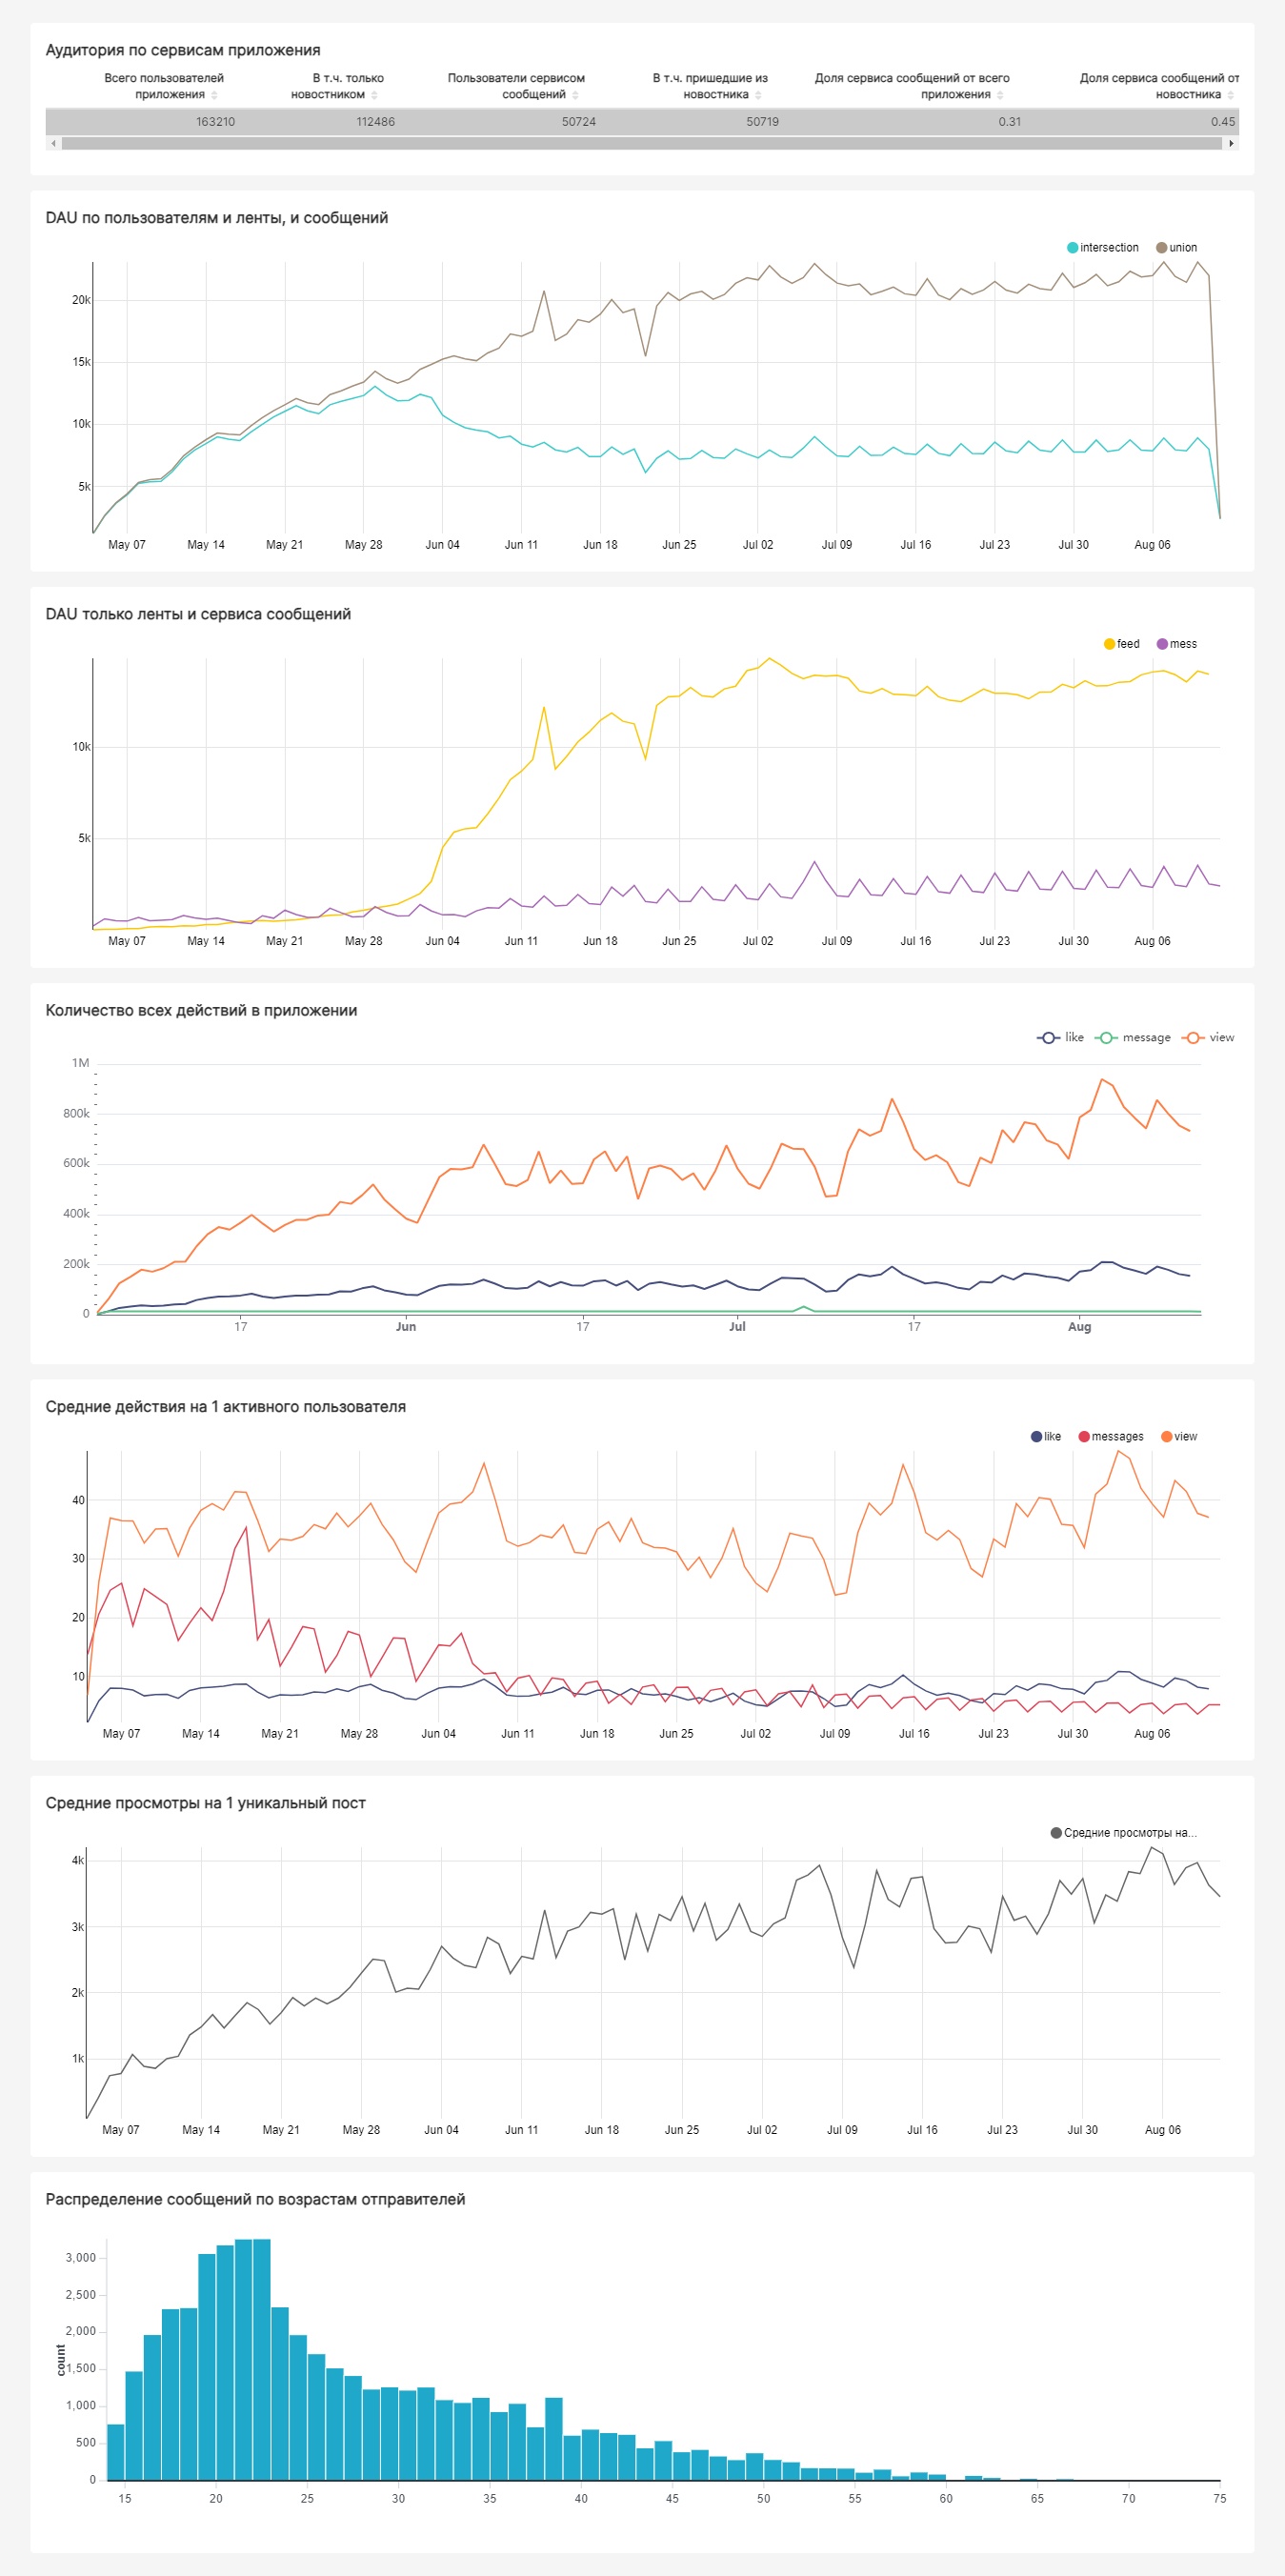 Аудитория по сервисам приложения
Всего пользователей приложения
В т.ч. только новостником
Пользователи сервисом сообщений
В т.ч. пришедшие из новостника
Доля сервиса сообщений от всего приложения
Доля сервиса сообщений от новостника
163210 112486 50724 50719 0.31 0.45
DAU по пользователям и ленты, и сообщений
intersection union
20k
15k
10k
5k
May 07 May 14 May 21 May 28 Jun 04 Jun 11 Jun 18 Jun 25 Jul 02 Jul 09 Jul 16 Jul 23 Jul 30 Aug 06
DAU только ленты и сервиса сообщений
feed mess
10k
5k
May 07 May 14 May 21 May 28 Jun 04 Jun 11 Jun 18 Jun 25 Jul 02 Jul 09 Jul 16 Jul 23 Jul 30 Aug 06
Количество всех действий в приложении
like message view
1M
800k
600k
400k
200k
0
17 Jun 17 Jul 17 Aug
Средние действия на 1 активного пользователя
like messages view
40
30
20
10
May 07 May 14 May 21 May 28 Jun 04 Jun 11 Jun 18 Jun 25 Jul 02 Jul 09 Jul 16 Jul 23 Jul 30 Aug 06
Средние просмотры на 1 уникальный пост
Средние просмотры на...
4k
3k
2k
1k
May 07 May 14 May 21 May 28 Jun 04 Jun 11 Jun 18 Jun 25 Jul 02 Jul 09 Jul 16 Jul 23 Jul 30 Aug 06
Распределение сообщений по возрастам отправителей
count
3,000
2,500
2,000
1,500
1,000
500
0
15 20 25 30 35 40 45 50 55 60 65 70 75